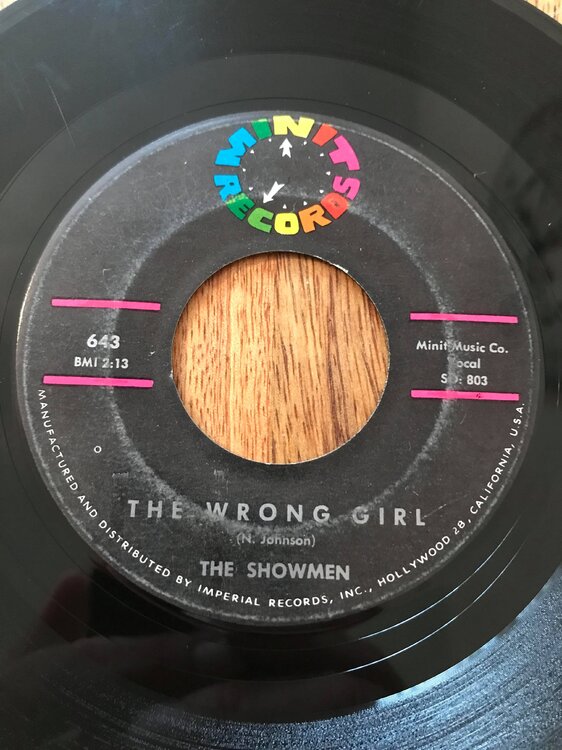 MINIT
RECORDS
643
BMI 2:13
Minit Music Co.
Vocal
SO: 803
THE WRONG GIRL
(N. Johnson)
THE SHOWMEN
MANUFACTURED AND DISTRIBUTED BY IMPERIAL RECORDS, INC., HOLLYWOOD 28, CALIFORNIA, U.S.A.